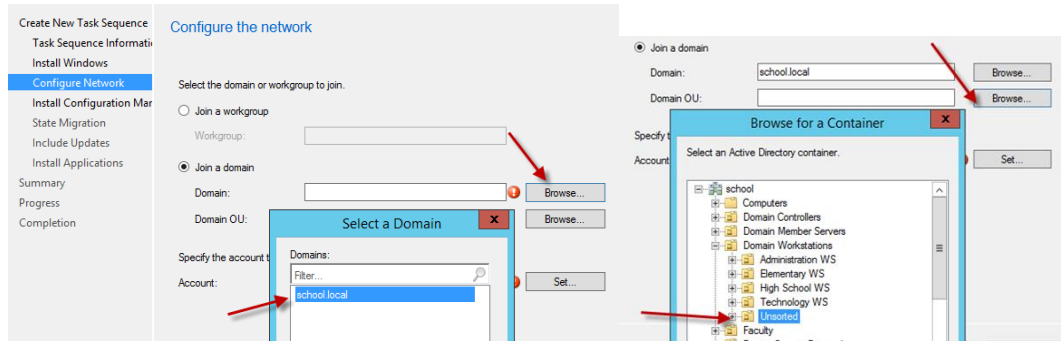 Create New Task Sequence
Task Sequence Informati
Install Windows
Configure Network
Install Configuration Mar
State Migration
Include Updates
Install Applications
Summary
Progress
Completion
Configure the network
Select the domain or workgroup to join.
Join a workgroup
Workgroup:
Join a domain
Domain: Browse...
Domain OU: Browse...
Select a Domain x
Domains:
Filter...
school.local
Specify the account t
Account: Set...
Join a domain
Domain: school.local Browse...
Domain OU: Browse...
Specify t
Account Set...
Browse for a Container x
Select an Active Directory container.
school
Computers
Domain Controllers
Domain Member Servers
Domain Workstations
Administration WS
Elementary WS
High School WS
Technology WS
Unsorted
Faculty